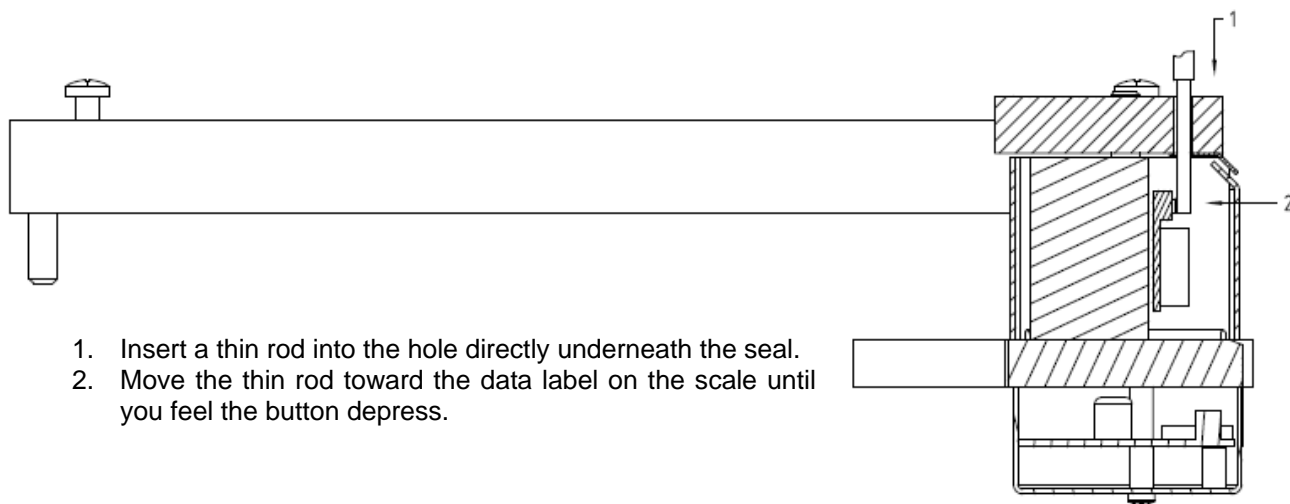 1
2
1. Insert a thin rod into the hole directly underneath the seal.
2. Move the thin rod toward the data label on the scale until
you feel the button depress.